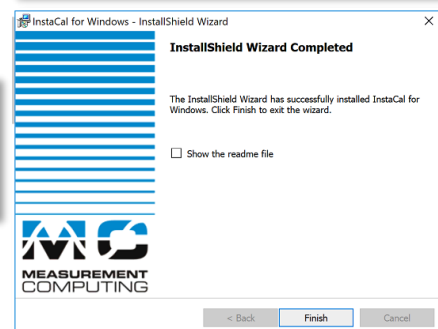 InstaCal for Windows - InstallShield Wizard
InstallShield Wizard Completed
The InstallShield Wizard has successfully installed InstaCal for
Windows. Click Finish to exit the wizard.
Show the readme file
MC
MEASUREMENT
COMPUTING
< Back
Finish
Cancel